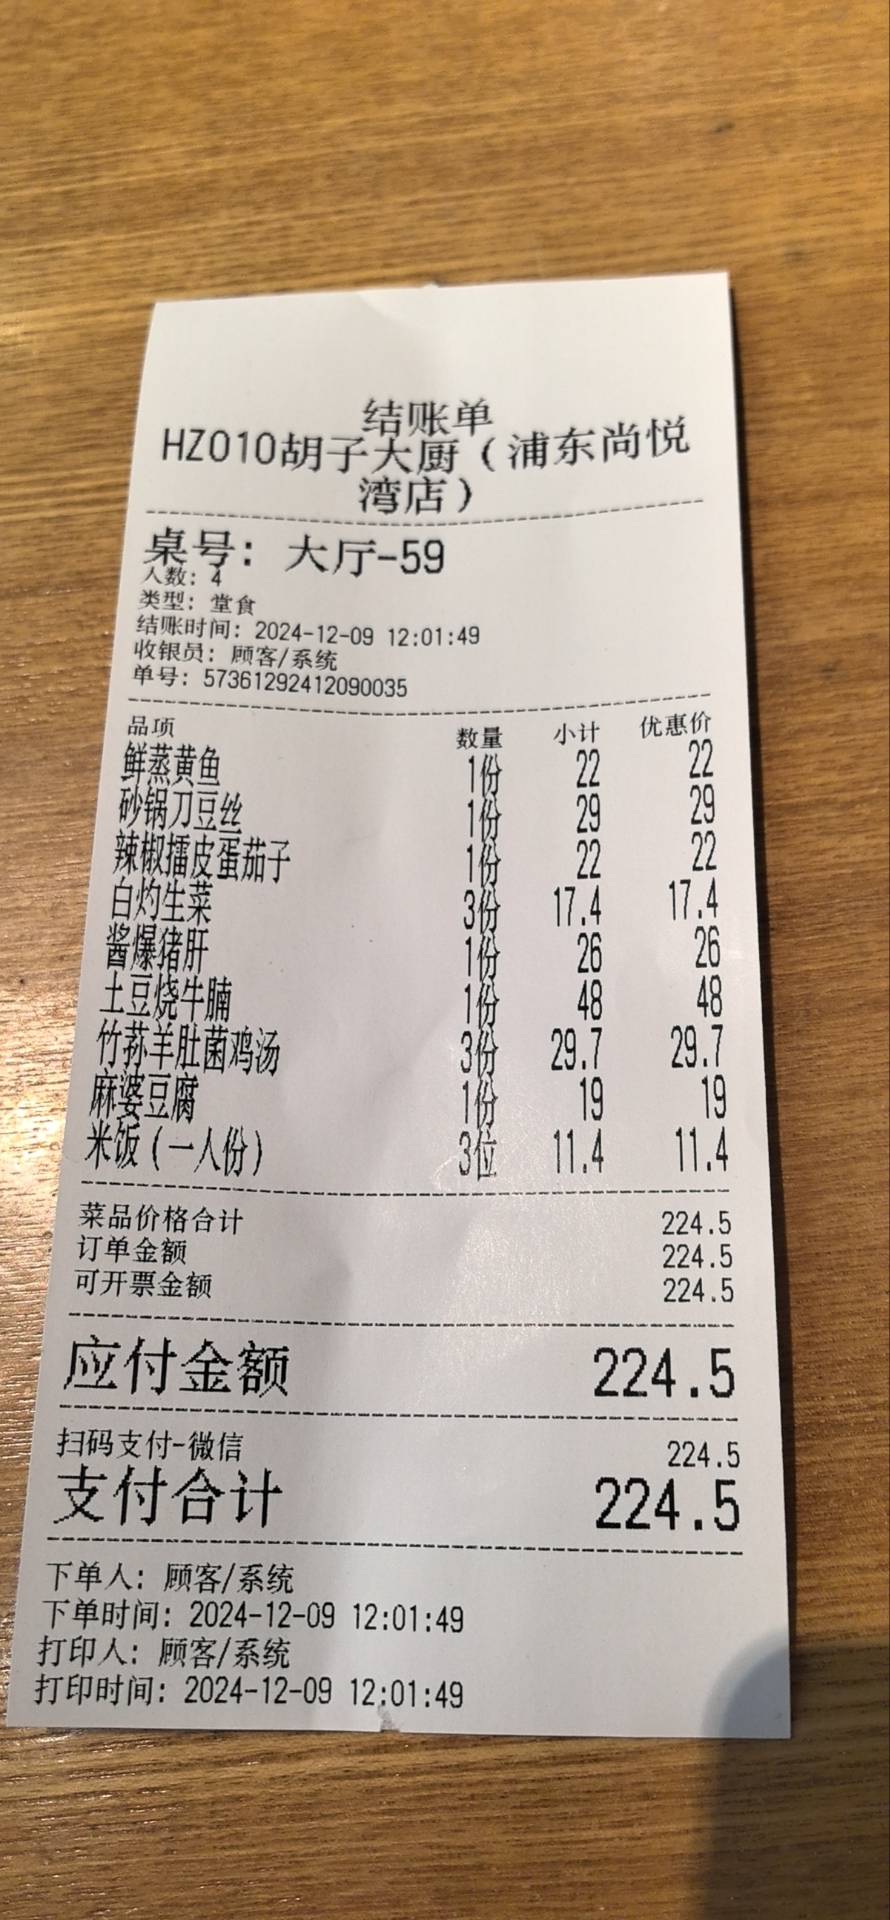 结账单
HZ010胡子大厨（浦东尚悦
湾店）
桌号：大厅-59
人数：4
类型：堂食
结账时间：2024-12-09 12:01:49
收银员：顾客/系统
单号：57361292412090035
品项 数量 小计 优惠价
鲜蒸黄鱼 1份 22 22
砂锅刀豆丝 1份 29 29
辣椒擂皮蛋茄子 1份 22 22
白灼生菜 3份 17.4 17.4
酱爆猪肝 1份 26 26
土豆烧牛腩 1份 48 48
竹荪羊肚菌鸡汤 3份 29.7 29.7
麻婆豆腐 1份 19 19
米饭（一人份） 3位 11.4 11.4
菜品价格合计 224.5
订单金额 224.5
可开票金额 224.5
应付金额 224.5
扫码支付-微信 224.5
支付合计 224.5
下单人：顾客/系统
下单时间：2024-12-09 12:01:49
打印人：顾客/系统
打印时间：2024-12-09 12:01:49